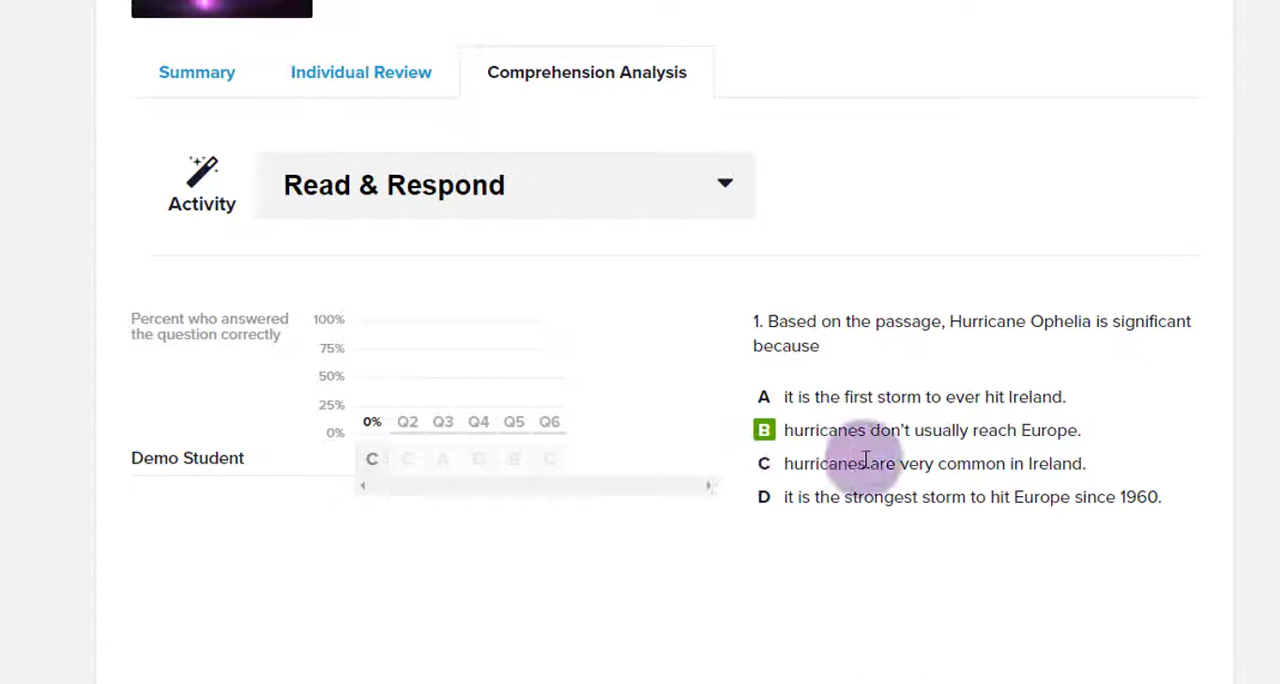 Summary Individual Review Comprehension Analysis
Activity
Read & Respond
Percent who answered
the question correctly
100%
75%
50%
25%
0%
0% Q2 Q3 Q4 Q5 Q6
Demo Student C C A D B C
1. Based on the passage, Hurricane Ophelia is significant
because
A it is the first storm to ever hit Ireland.
B hurricanes don't usually reach Europe.
C hurricanes are very common in Ireland.
D it is the strongest storm to hit Europe since 1960.